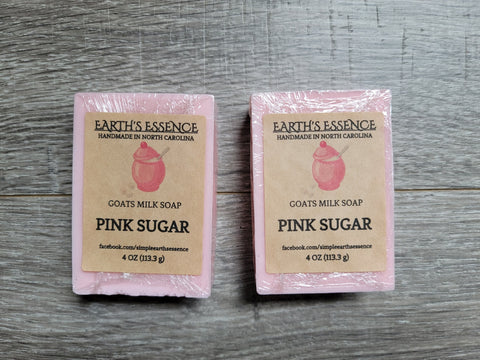 EARTH'S ESSENCE
HANDMADE IN NORTH CAROLINA
GOATS MILK SOAP
PINK SUGAR
facebook.com/simpleearthsessence
4 OZ (113.3 g)
EARTH'S ESSENCE
HANDMADE IN NORTH CAROLINA
GOATS MILK SOAP
PINK SUGAR
facebook.com/simpleearthsessence
4 OZ (113.3 g)